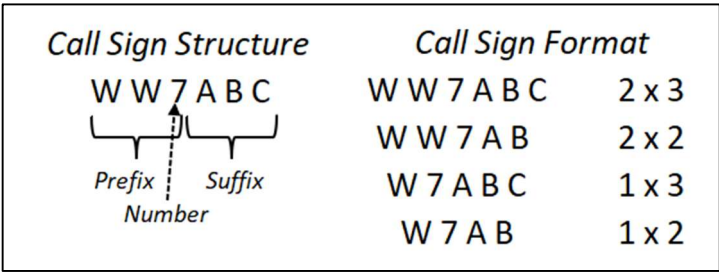 Call Sign Structure
W W 7 A B C
Prefix
Suffix
Number
Call Sign Format
W W 7 A B C 2 x 3
W W 7 A B 2 x 2
W 7 A B C 1 x 3
W 7 A B 1 x 2